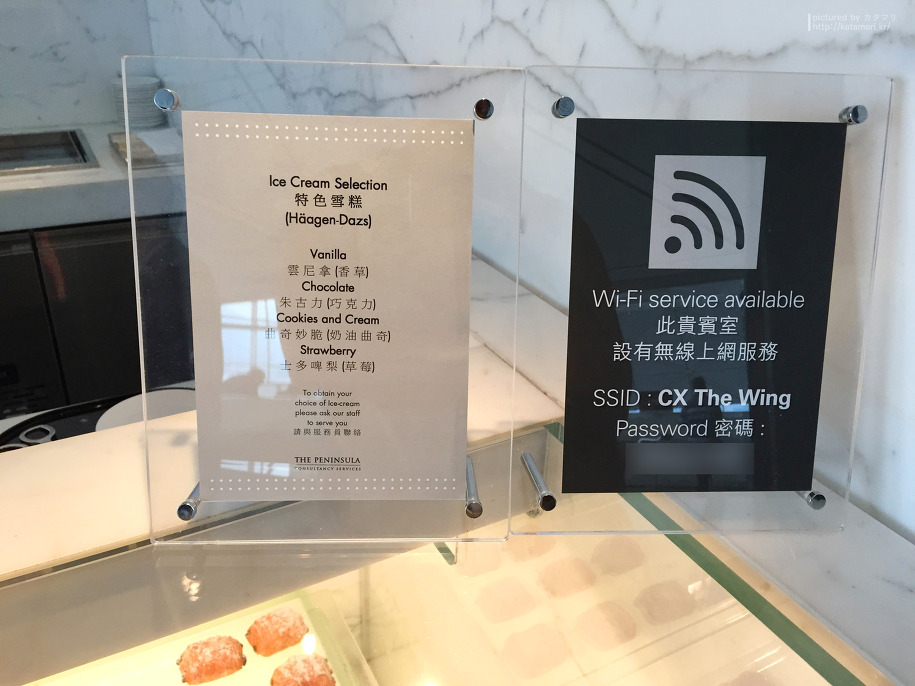 pictured by カタマリ
http://katamari.kr/
Ice Cream Selection
特色雪糕
(Häagen-Dazs)
Vanilla
雲尼拿(香草)
Chocolate
朱古力(巧克力)
Cookies and Cream
曲奇妙脆(奶油曲奇)
Strawberry
士多啤梨(草莓)
To obtain your
choice of Ice-cream
please ask our staff
to serve you
請與服務員聯絡
THE PENINSULA
CONSULTANCY SERVICES
Wi-Fi service available
此貴賓室
設有無線上網服務
SSID : CX The Wing
Password 密碼 :